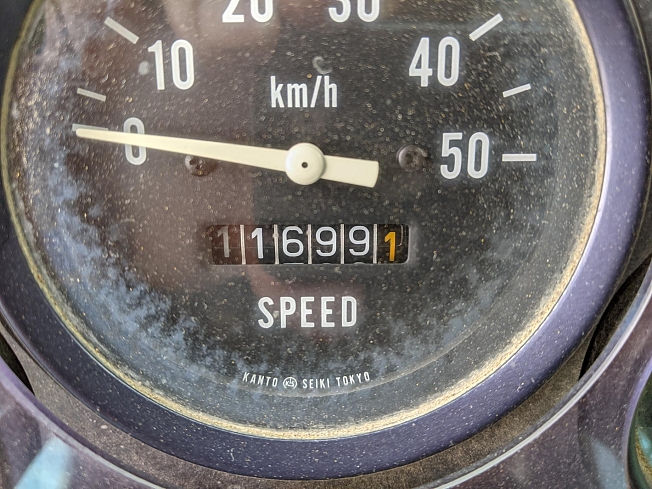 20 30
10 40
km/h
0 50
116991
SPEED
KANTO SEIKI TOKYO